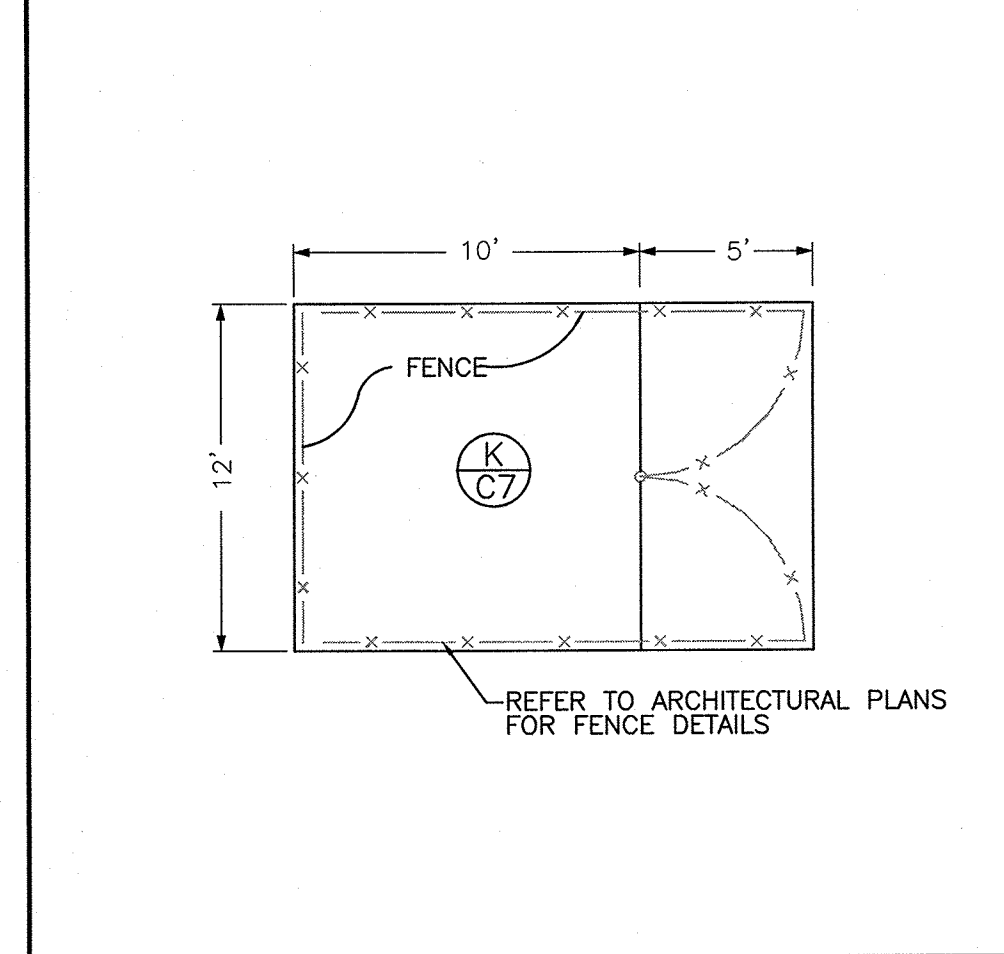 10' 5'
FENCE
12'
K
C7
REFER TO ARCHITECTURAL PLANS
FOR FENCE DETAILS